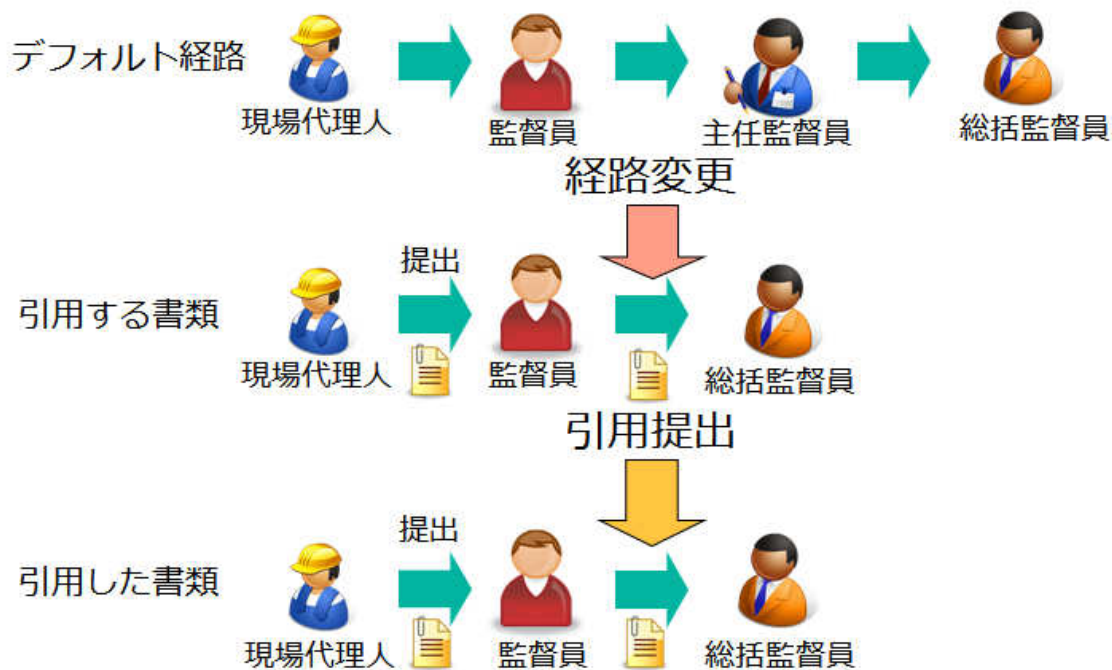 デフォルト経路
現場代理人
監督員
主任監督員
総括監督員
経路変更
引用する書類
提出
現場代理人
監督員
総括監督員
引用提出
引用した書類
提出
現場代理人
監督員
総括監督員